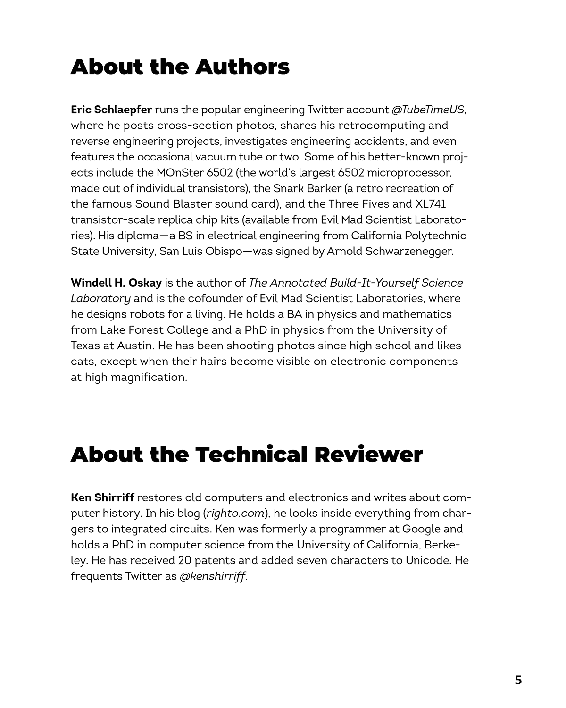 About the Authors
Eric Schlaepfer runs the popular engineering Twitter account @TubeTimeUS,
where he posts cross-section photos, shares his retrocomputing and
reverse engineering projects, investigates engineering accidents, and even
features the occasional vacuum tube or two. Some of his better-known proj-
ects include the MOnSter 6502 (the world's largest 6502 microprocessor,
made out of individual transistors), the Snark Barker (a retro recreation of
the famous Sound Blaster sound card), and the Three Fives and XL741
transistor-scale replica chip kits (available from Evil Mad Scientist Laborato-
ries). His diploma—a BS in electrical engineering from California Polytechnic
State University, San Luis Obispo—was signed by Arnold Schwarzenegger.
Windell H. Oskay is the author of The Annotated Build-It-Yourself Science
Laboratory and is the cofounder of Evil Mad Scientist Laboratories, where
he designs robots for a living. He holds a BA in physics and mathematics
from Lake Forest College and a PhD in physics from the University of
Texas at Austin. He has been shooting photos since high school and likes
cats, except when their hairs become visible on electronic components
at high magnification.
About the Technical Reviewer
Ken Shirriff restores old computers and electronics and writes about com-
puter history. In his blog (righto.com), he looks inside everything from char-
gers to integrated circuits. Ken was formerly a programmer at Google and
holds a PhD in computer science from the University of California, Berke-
ley. He has received 20 patents and added seven characters to Unicode. He
frequents Twitter as @kenshirriff.
5